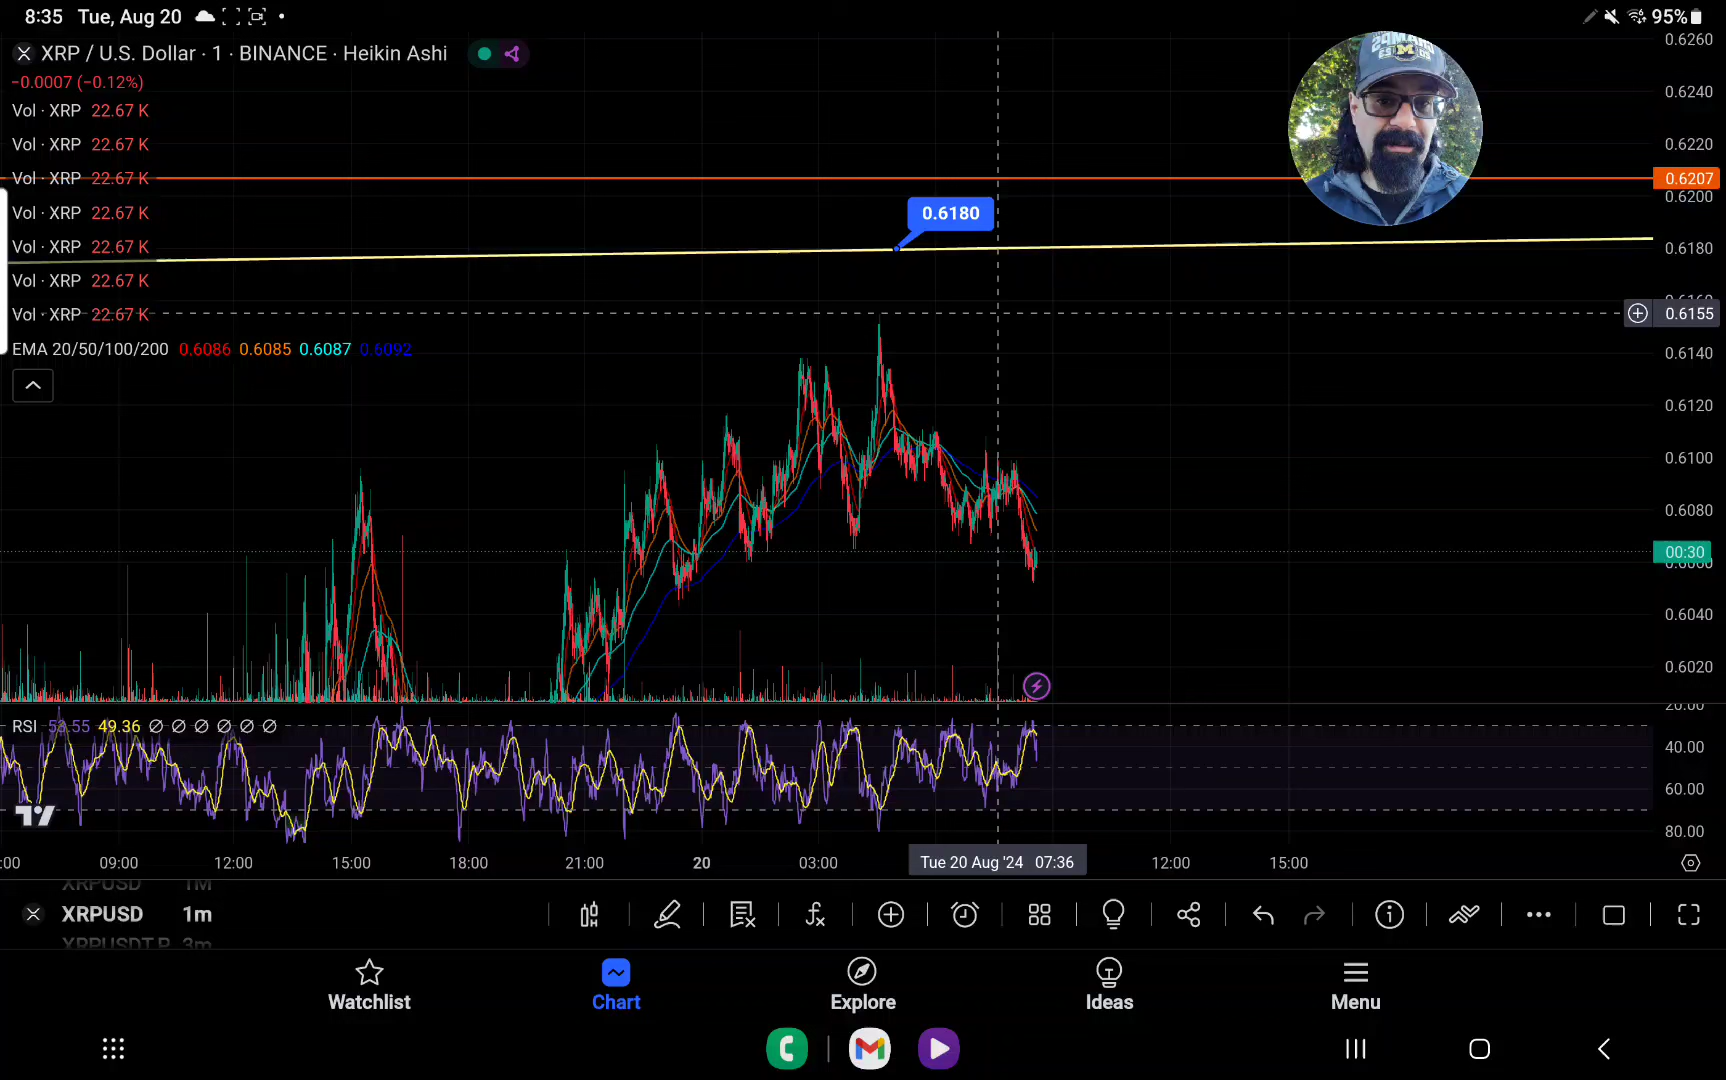 8:35 Tue, Aug 20
95%
XRP / U.S. Dollar · 1 · BINANCE · Heikin Ashi
−0.0007 (−0.12%)
Vol · XRP 22.67 K
Vol · XRP 22.67 K
Vol · XRP 22.67 K
Vol · XRP 22.67 K
Vol · XRP 22.67 K
Vol · XRP 22.67 K
Vol · XRP 22.67 K
EMA 20/50/100/200 0.6086 0.6085 0.6087 0.6092
0.6180
0.6260
0.6240
0.6220
0.6207
0.6200
0.6180
0.6155
0.6140
0.6120
0.6100
0.6080
00:30
0.6040
0.6020
RSI 53.55 49.36 ∅ ∅ ∅ ∅ ∅ ∅
20.00
40.00
60.00
80.00
:00 09:00 12:00 15:00 18:00 21:00 20 03:00 Tue 20 Aug '24 07:36 12:00 15:00
XRPUSD 1M
XRPUSD 1m
XRPUSDT.P 3m
Watchlist Chart Explore Ideas Menu